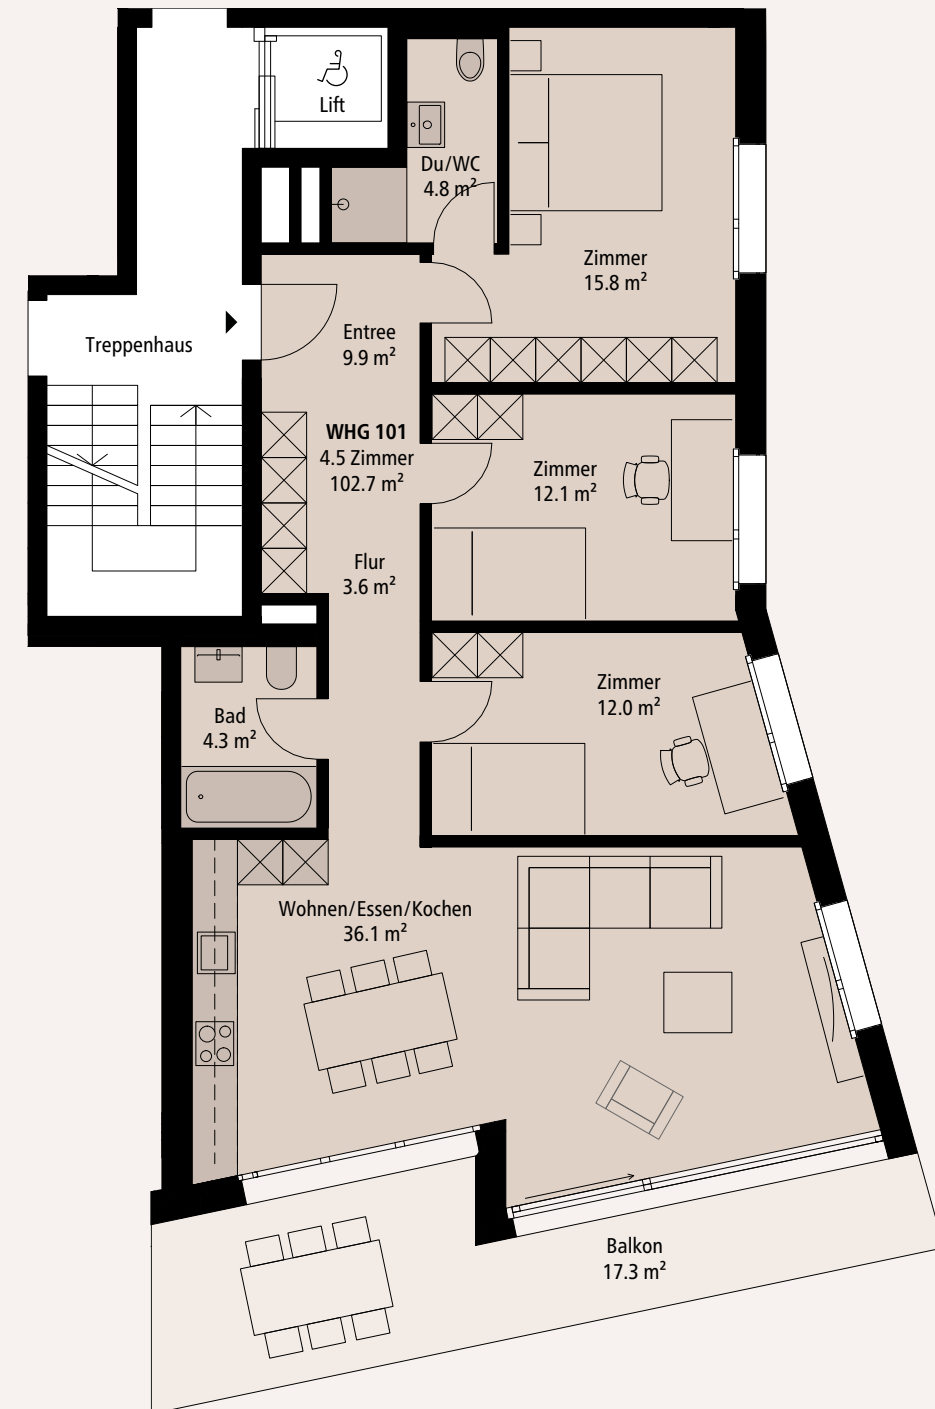 Lift
Du/WC
4.8 m²
Zimmer
15.8 m²
Treppenhaus
Entree
9.9 m²
WHG 101
4.5 Zimmer
102.7 m²
Zimmer
12.1 m²
Flur
3.6 m²
Zimmer
12.0 m²
Bad
4.3 m²
Wohnen/Essen/Kochen
36.1 m²
Balkon
17.3 m²